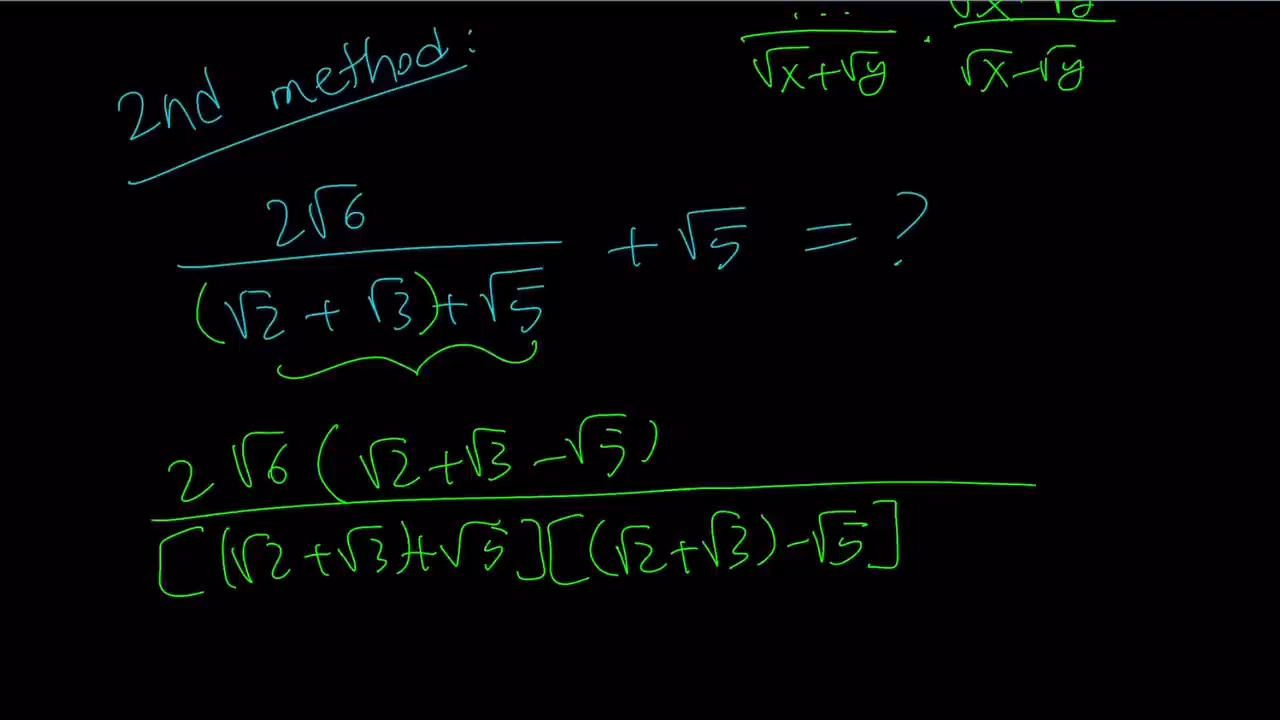 ... / (√x+√y) · (√x-√y) / (√x-√y)
2nd method:
2√6 / ((√2 + √3) + √5) + √5 = ?
2√6 (√2 + √3 - √5) / [(√2 + √3) + √5] [(√2 + √3) - √5]